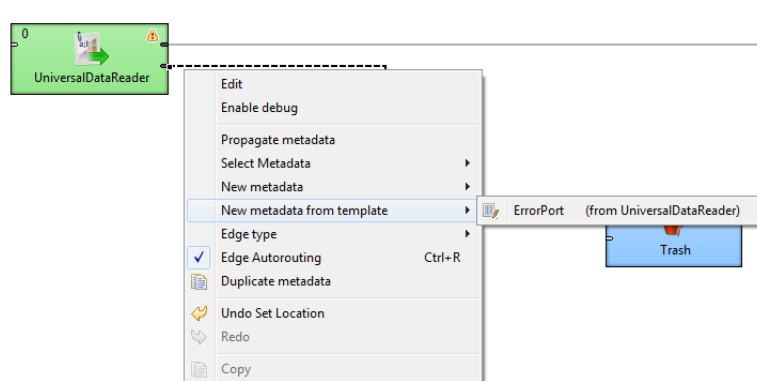 0
UniversalDataReader
Edit
Enable debug
Propagate metadata
Select Metadata
New metadata
New metadata from template
ErrorPort (from UniversalDataReader)
Edge type
Trash
Edge Autorouting Ctrl+R
Duplicate metadata
Undo Set Location
Redo
Copy